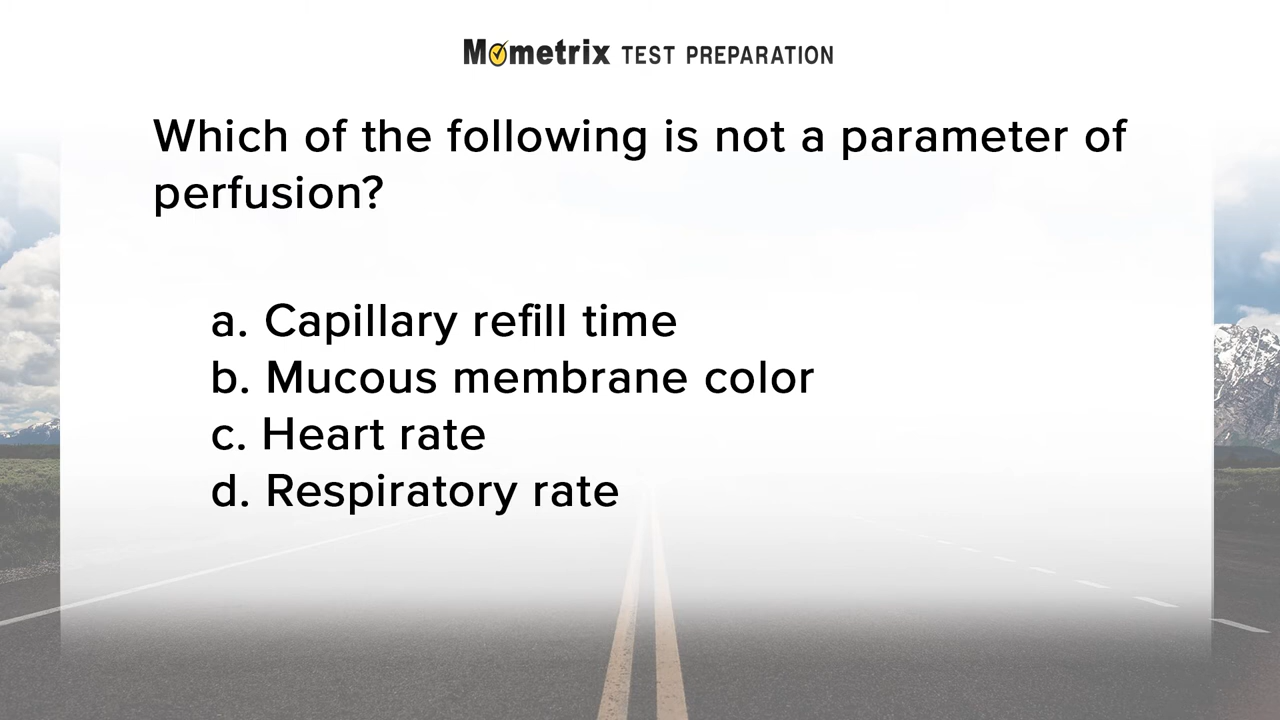 Mometrix TEST PREPARATION
Which of the following is not a parameter of
perfusion?
a. Capillary refill time
b. Mucous membrane color
c. Heart rate
d. Respiratory rate